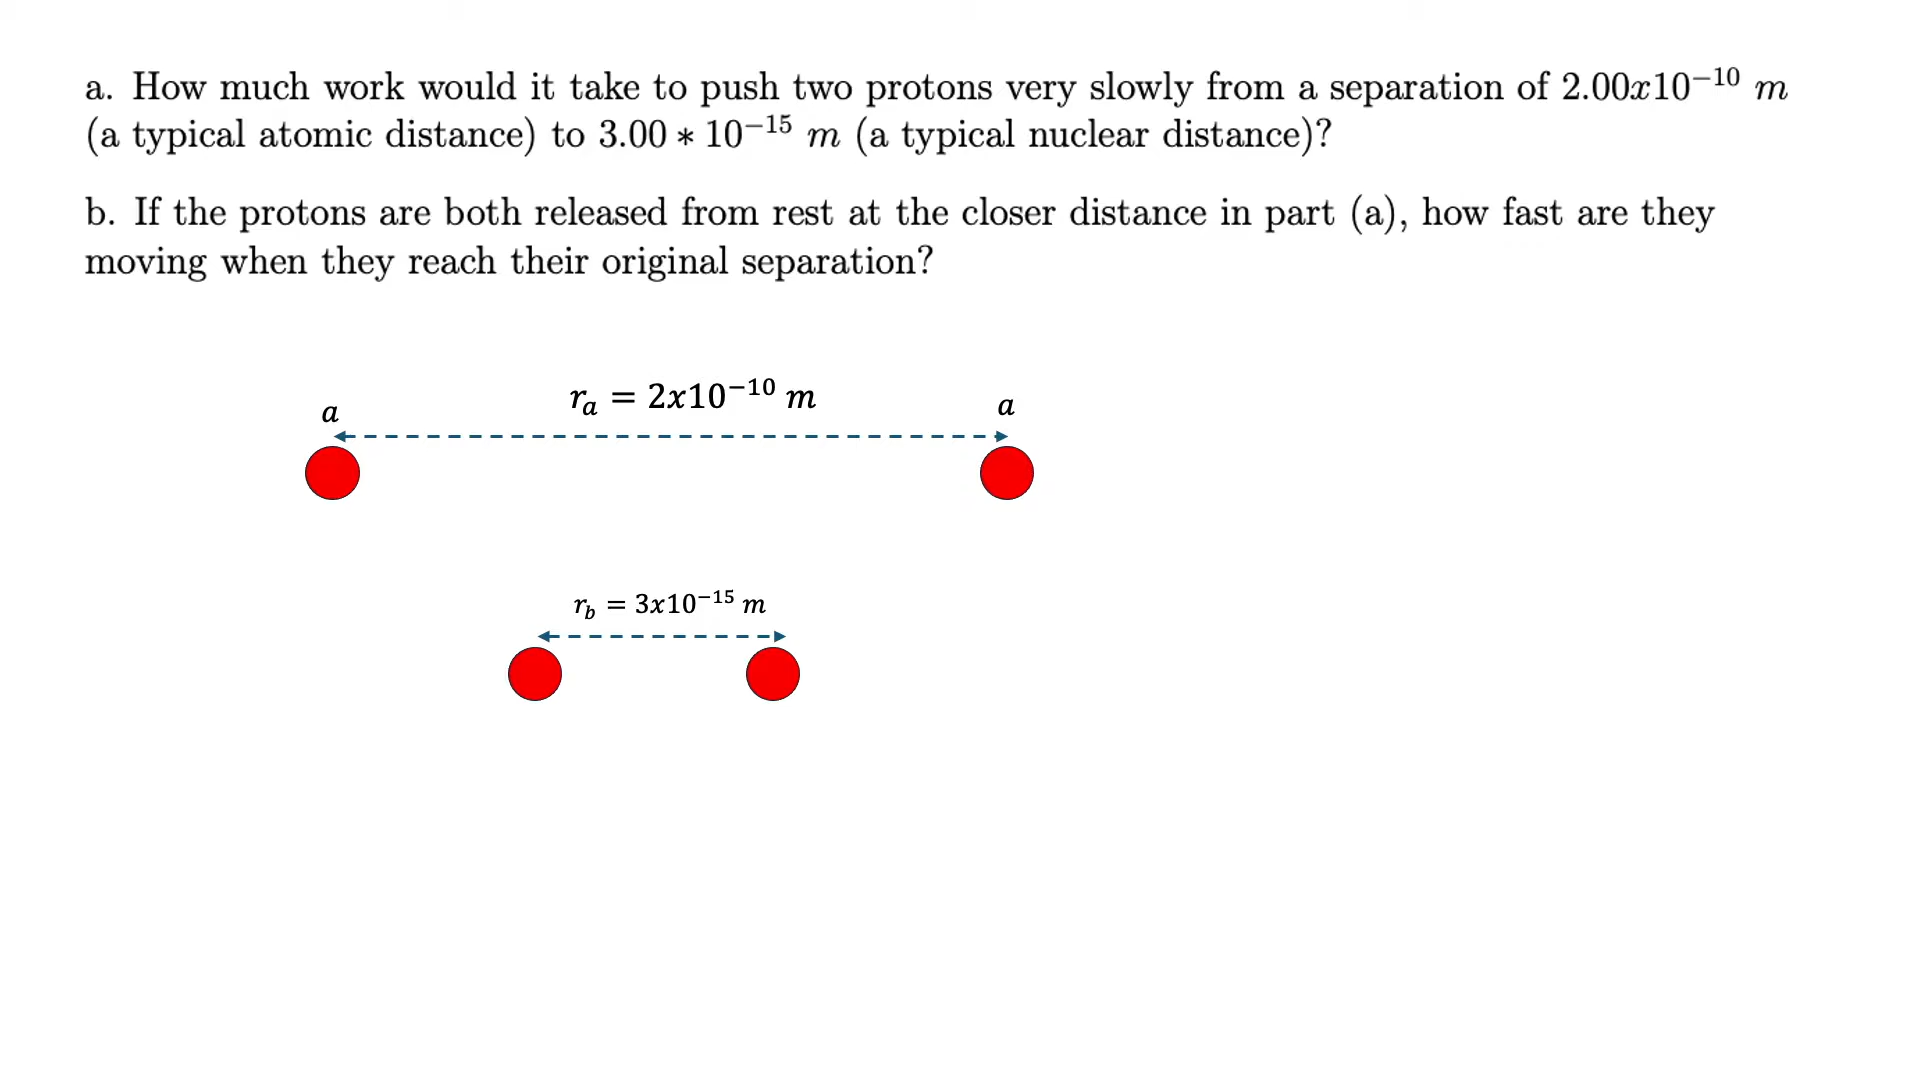 a. How much work would it take to push two protons very slowly from a separation of 2.00x10⁻¹⁰ m
(a typical atomic distance) to 3.00 * 10⁻¹⁵ m (a typical nuclear distance)?
b. If the protons are both released from rest at the closer distance in part (a), how fast are they
moving when they reach their original separation?
a rₐ = 2x10⁻¹⁰ m a
r_b = 3x10⁻¹⁵ m